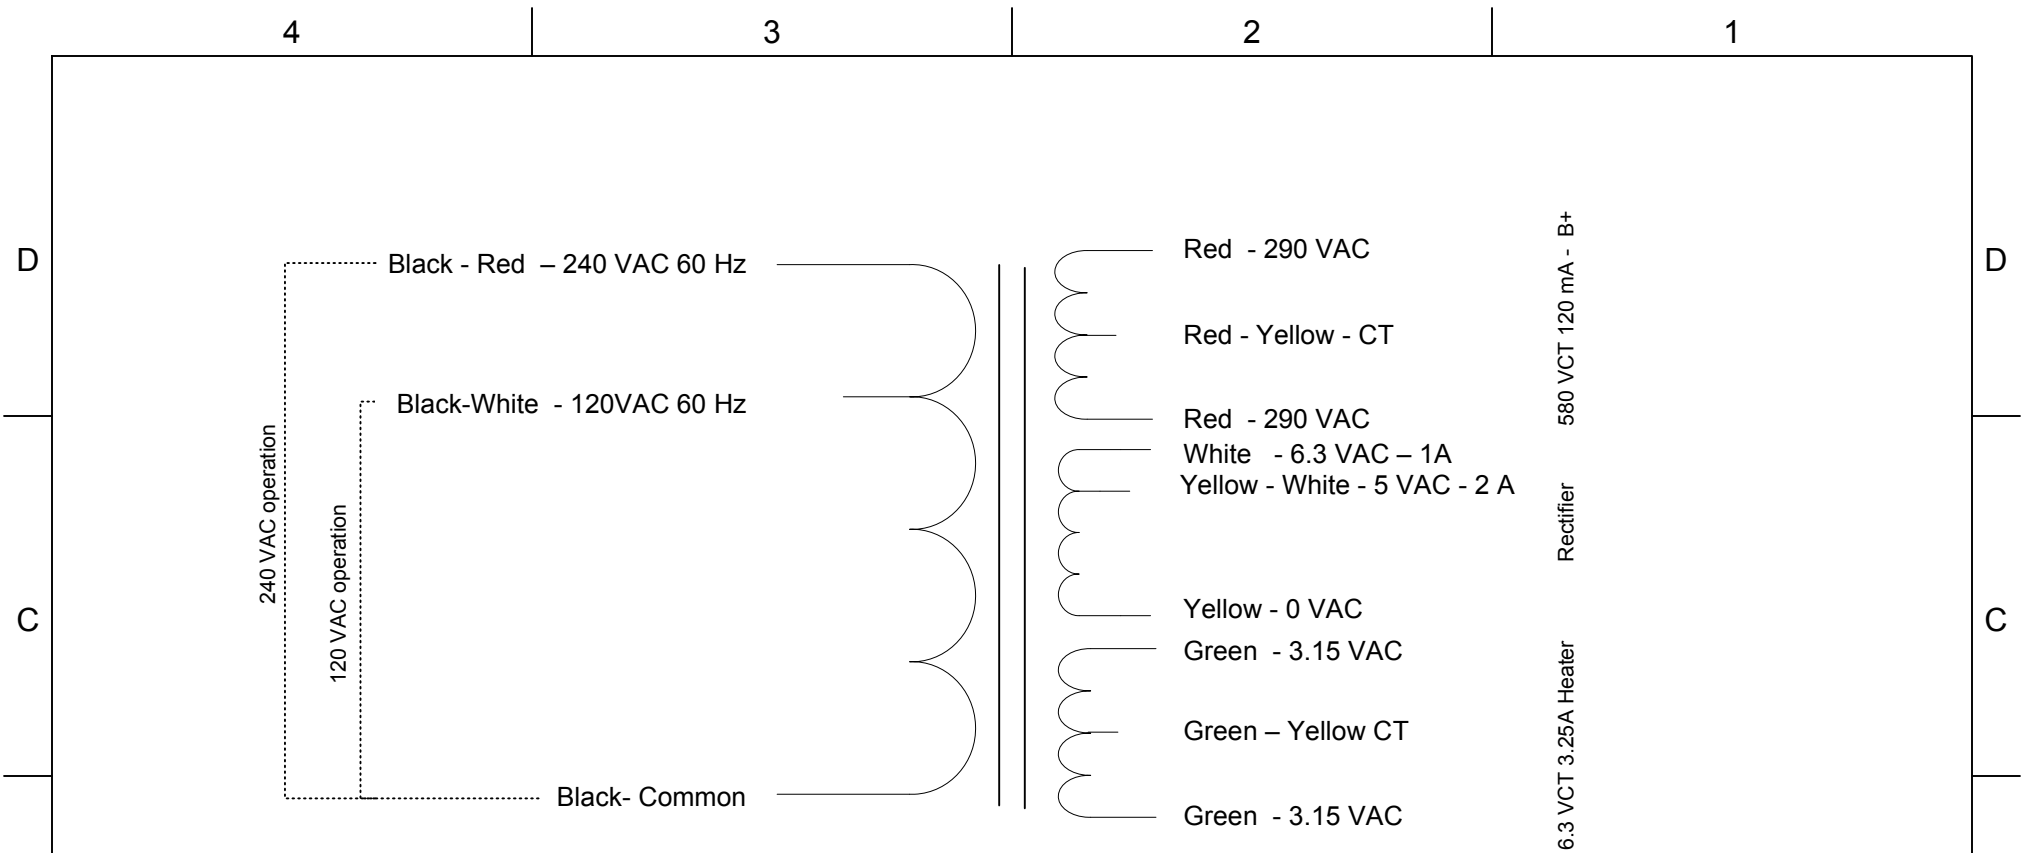 4 3 2 1
D D
Red - 290 VAC
Black - Red – 240 VAC 60 Hz
Red - Yellow - CT
580 VCT 120 mA - B+
Black-White - 120VAC 60 Hz
Red - 290 VAC
White - 6.3 VAC – 1A
Yellow - White - 5 VAC - 2 A
Rectifier
240 VAC operation
120 VAC operation
C C
Yellow - 0 VAC
Green - 3.15 VAC
Green – Yellow CT
6.3 VCT 3.25A Heater
Black- Common
Green - 3.15 VAC